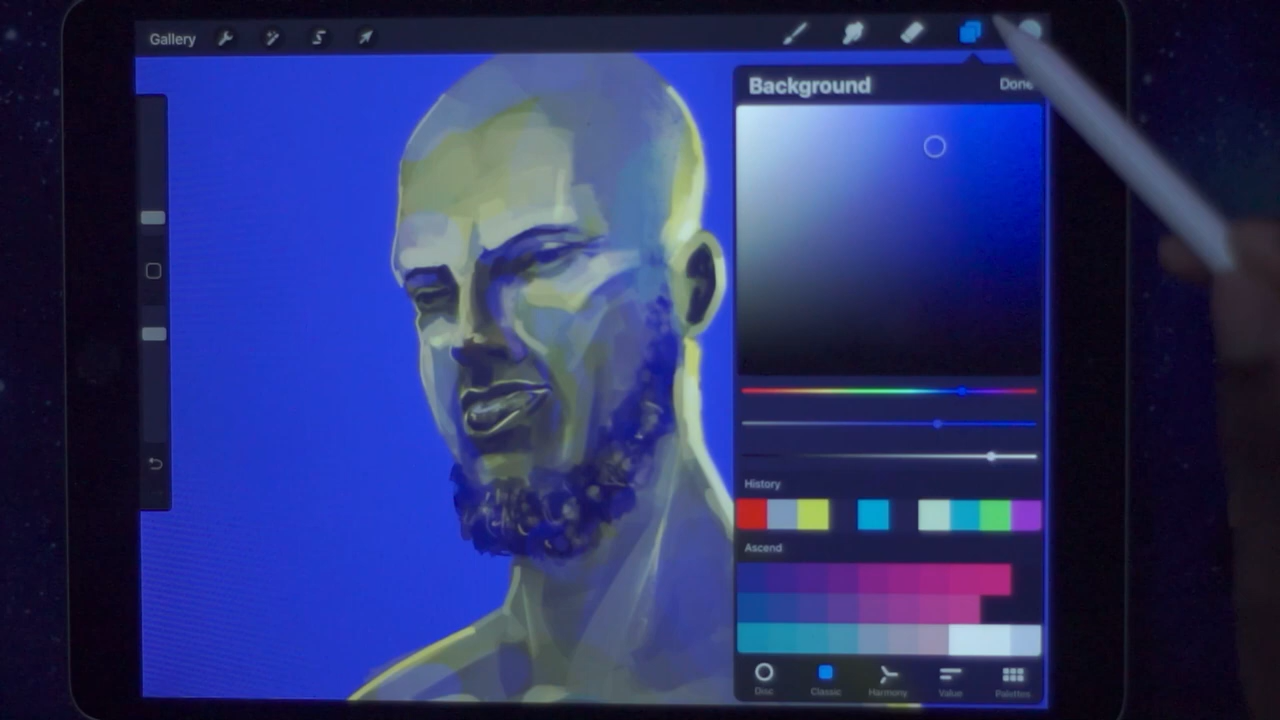 Gallery
Background
Done
History
Ascend
Disc
Classic
Harmony
Value
Palettes